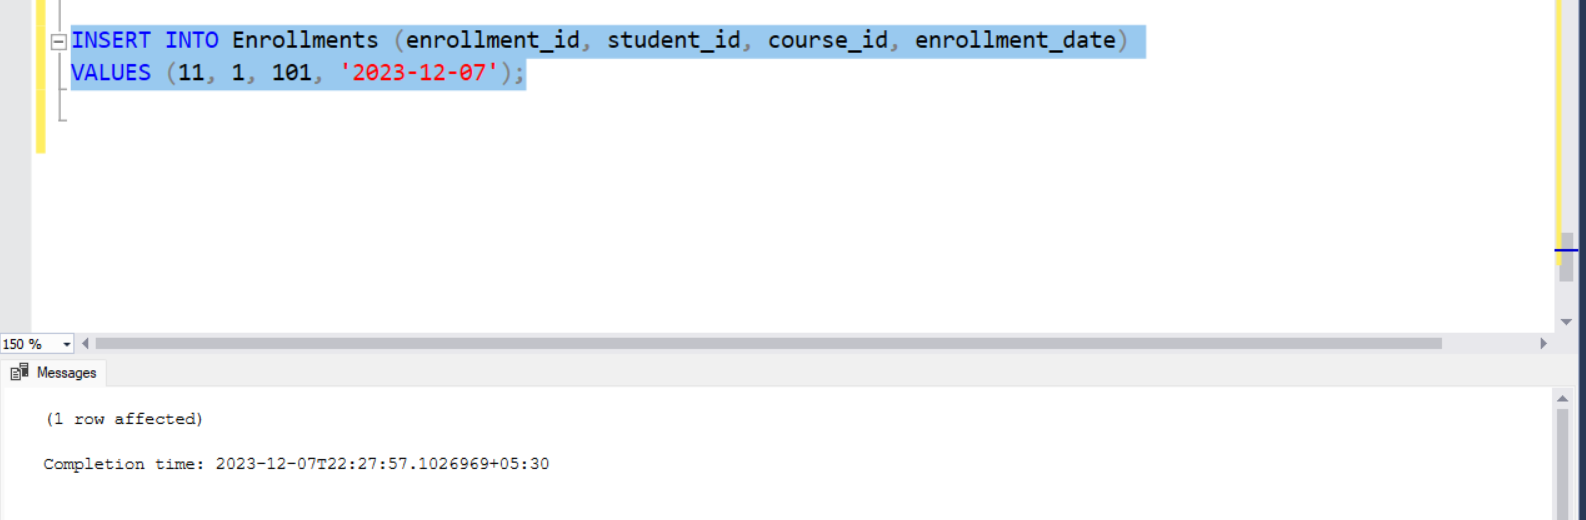 INSERT INTO Enrollments (enrollment_id, student_id, course_id, enrollment_date)
VALUES (11, 1, 101, '2023-12-07');
150 %
Messages
(1 row affected)
Completion time: 2023-12-07T22:27:57.1026969+05:30